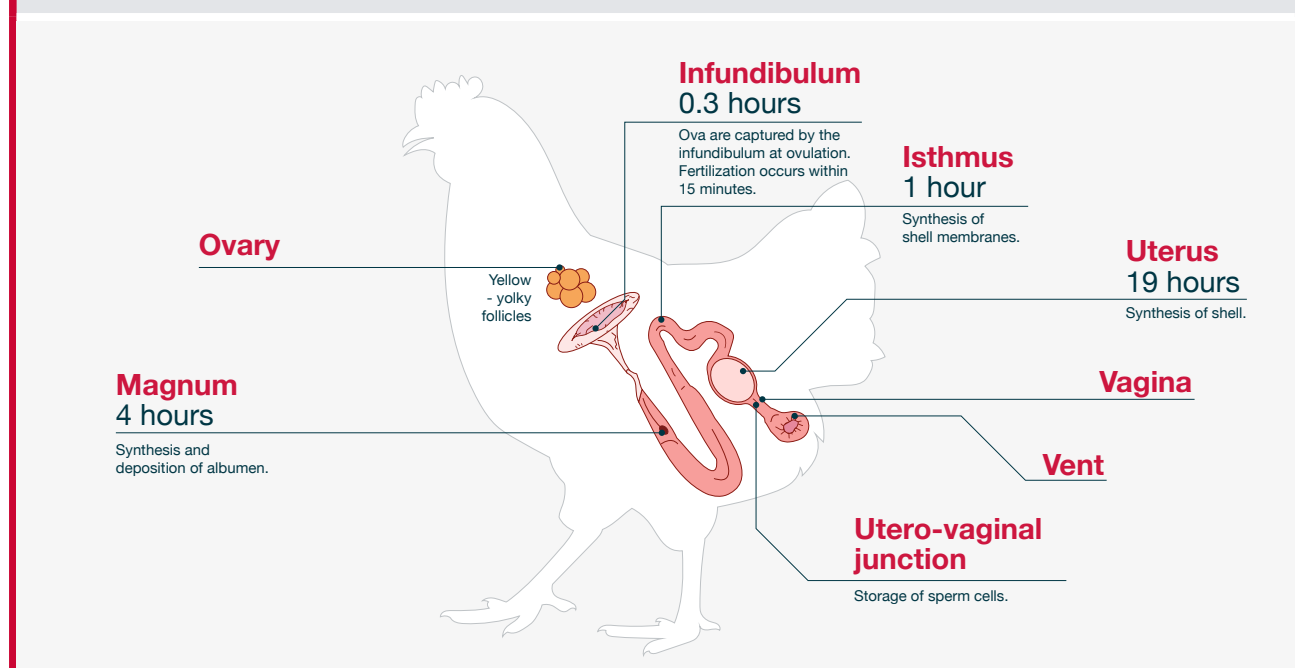 Infundibulum
0.3 hours
Ova are captured by the
infundibulum at ovulation.
Fertilization occurs within
15 minutes.
Isthmus
1 hour
Synthesis of
shell membranes.
Ovary
Yellow
- yolky
follicles
Uterus
19 hours
Synthesis of shell.
Magnum
4 hours
Synthesis and
deposition of albumen.
Vagina
Vent
Utero-vaginal
junction
Storage of sperm cells.